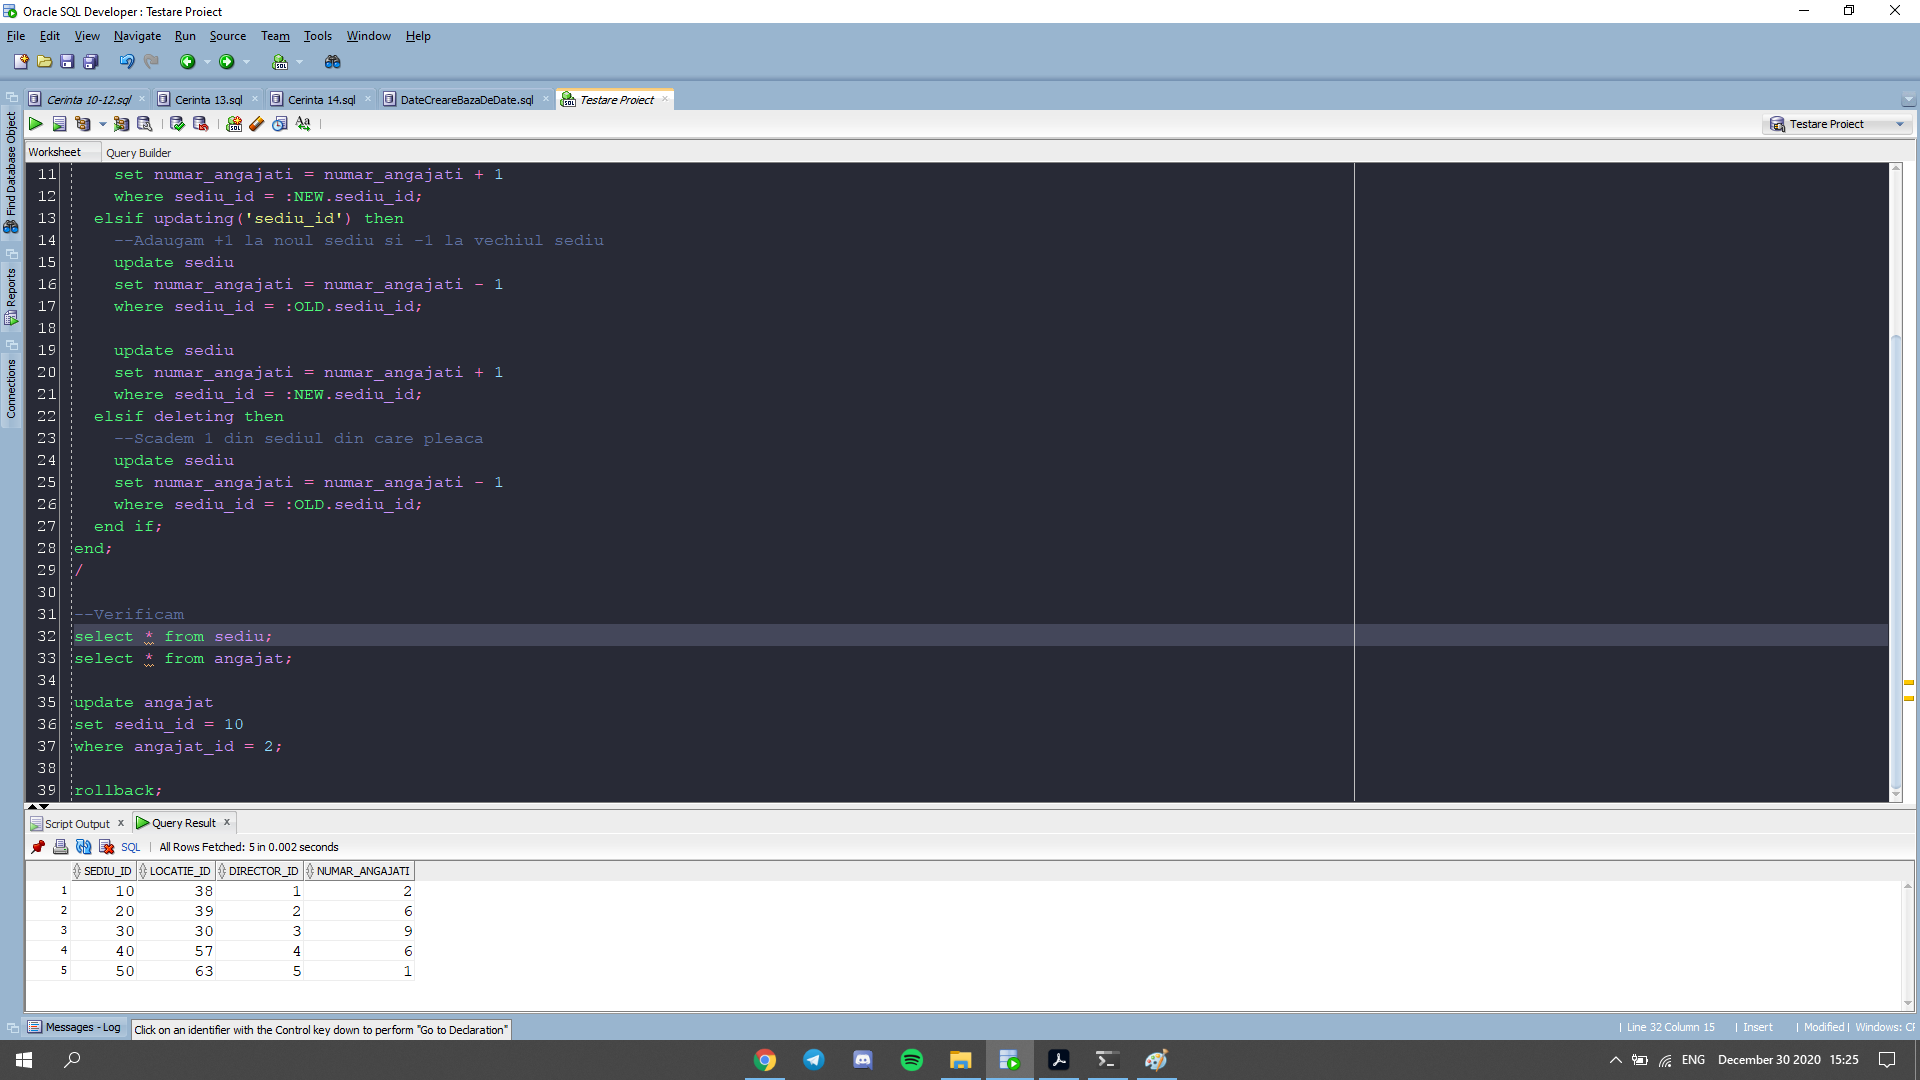 Oracle SQL Developer : Testare Proiect
File Edit View Navigate Run Source Team Tools Window Help
Cerinta 10-12.sql Cerinta 13.sql Cerinta 14.sql DateCreareBazaDeDate.sql Testare Proiect
Testare Proiect
Worksheet Query Builder
Find Database Object
Reports
Connections
11 set numar_angajati = numar_angajati + 1
12 where sediu_id = :NEW.sediu_id;
13 elsif updating('sediu_id') then
14 --Adaugam +1 la noul sediu si -1 la vechiul sediu
15 update sediu
16 set numar_angajati = numar_angajati - 1
17 where sediu_id = :OLD.sediu_id;
18
19 update sediu
20 set numar_angajati = numar_angajati + 1
21 where sediu_id = :NEW.sediu_id;
22 elsif deleting then
23 --Scadem 1 din sediul din care pleaca
24 update sediu
25 set numar_angajati = numar_angajati - 1
26 where sediu_id = :OLD.sediu_id;
27 end if;
28 end;
29 /
30
31 --Verificam
32 select * from sediu;
33 select * from angajat;
34
35 update angajat
36 set sediu_id = 10
37 where angajat_id = 2;
38
39 rollback;
Script Output x Query Result x
SQL | All Rows Fetched: 5 in 0.002 seconds
SEDIU_ID LOCATIE_ID DIRECTOR_ID NUMAR_ANGAJATI
1 10 38 1 2
2 20 39 2 6
3 30 30 3 9
4 40 57 4 6
5 50 63 5 1
Messages - Log Click on an identifier with the Control key down to perform "Go to Declaration"
| Line 32 Column 15 | Insert | Modified | Windows: CF
ENG December 30 2020 15:25